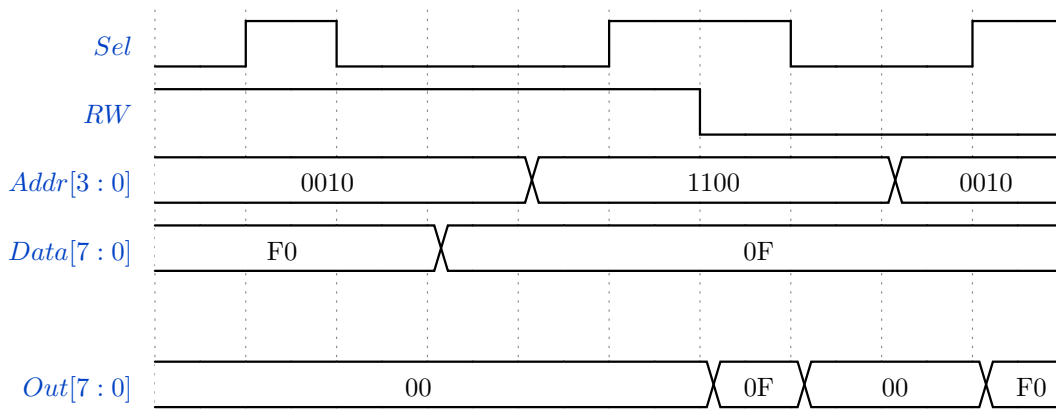 Sel
RW
Addr[3 : 0] 0010 1100 0010
Data[7 : 0] F0 0F
Out[7 : 0] 00 0F 00 F0